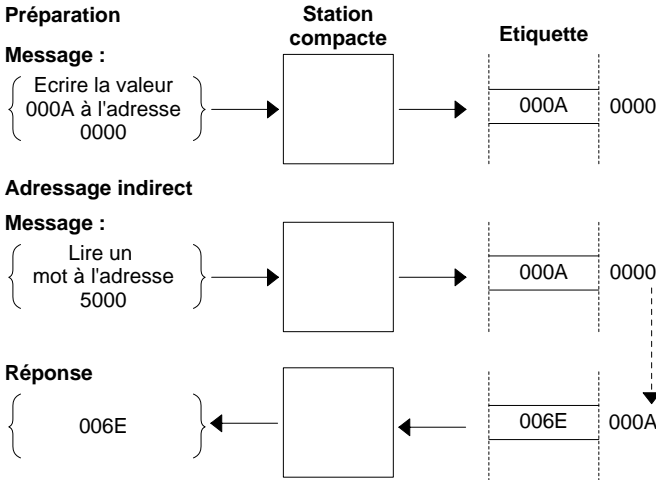 Préparation
Station
compacte
Etiquette
Message :
Ecrire la valeur
000A à l'adresse
0000
000A
0000
Adressage indirect
Message :
Lire un
mot à l'adresse
5000
000A
0000
Réponse
006E
006E
000A